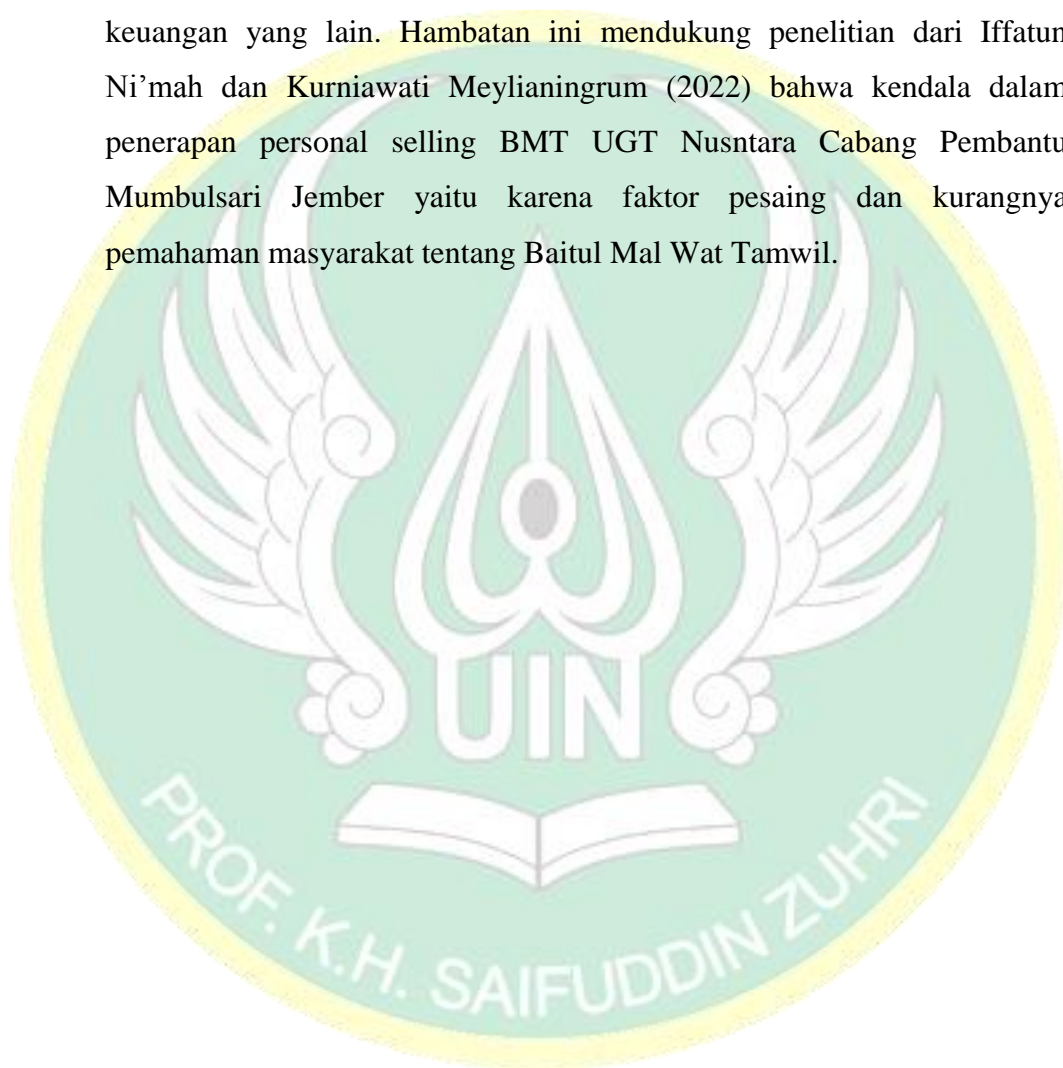 keuangan yang lain. Hambatan ini mendukung penelitian dari Iffatun
Ni’mah dan Kurniawati Meylianingrum (2022) bahwa kendala dalam
penerapan personal selling BMT UGT Nusntara Cabang Pembantu
Mumbulsari Jember yaitu karena faktor pesaing dan kurangnya
pemahaman masyarakat tentang Baitul Mal Wat Tamwil.
UIN
PROF. K.H. SAIFUDDIN ZUHRI